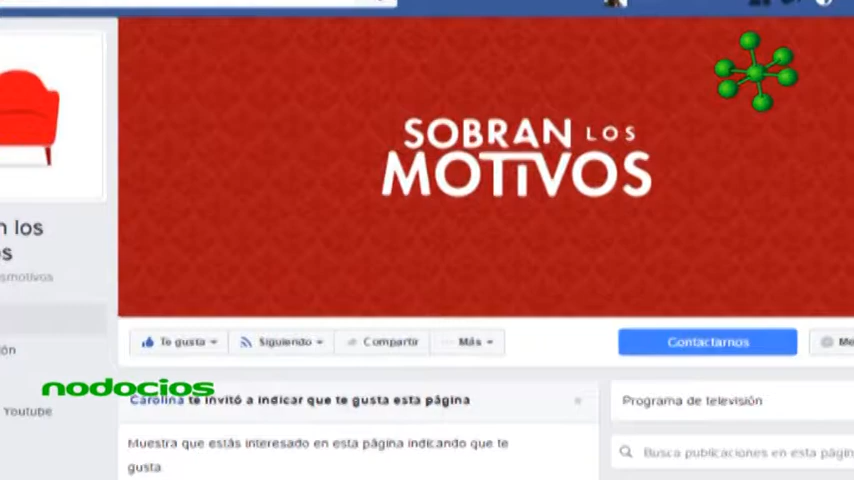 SOBRAN LOS
MOTIVOS
n los
os
smotivos
Te gusta
Siguiendo
Compartir
Más
Contactarnos
Me
ón
nodocios
Youtube
Carolina te invitó a indicar que te gusta esta página
Programa de televisión
Muestra que estás interesado en esta página indicando que te
gusta.
Busca publicaciones en esta págin